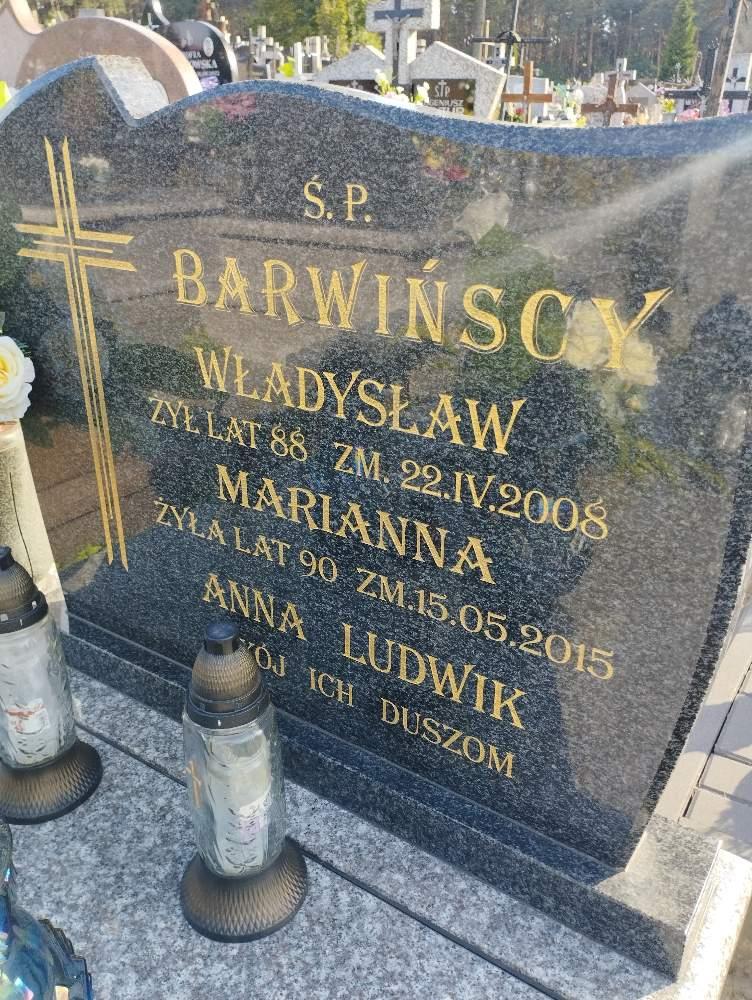 Ś. P.
BARWIŃSCY
WŁADYSŁAW
ŻYŁ LAT 88 ZM. 22.IV.2008
MARIANNA
ŻYŁA LAT 90 ZM.15.05.2015
ANNA LUDWIK
ICH DUSZOM